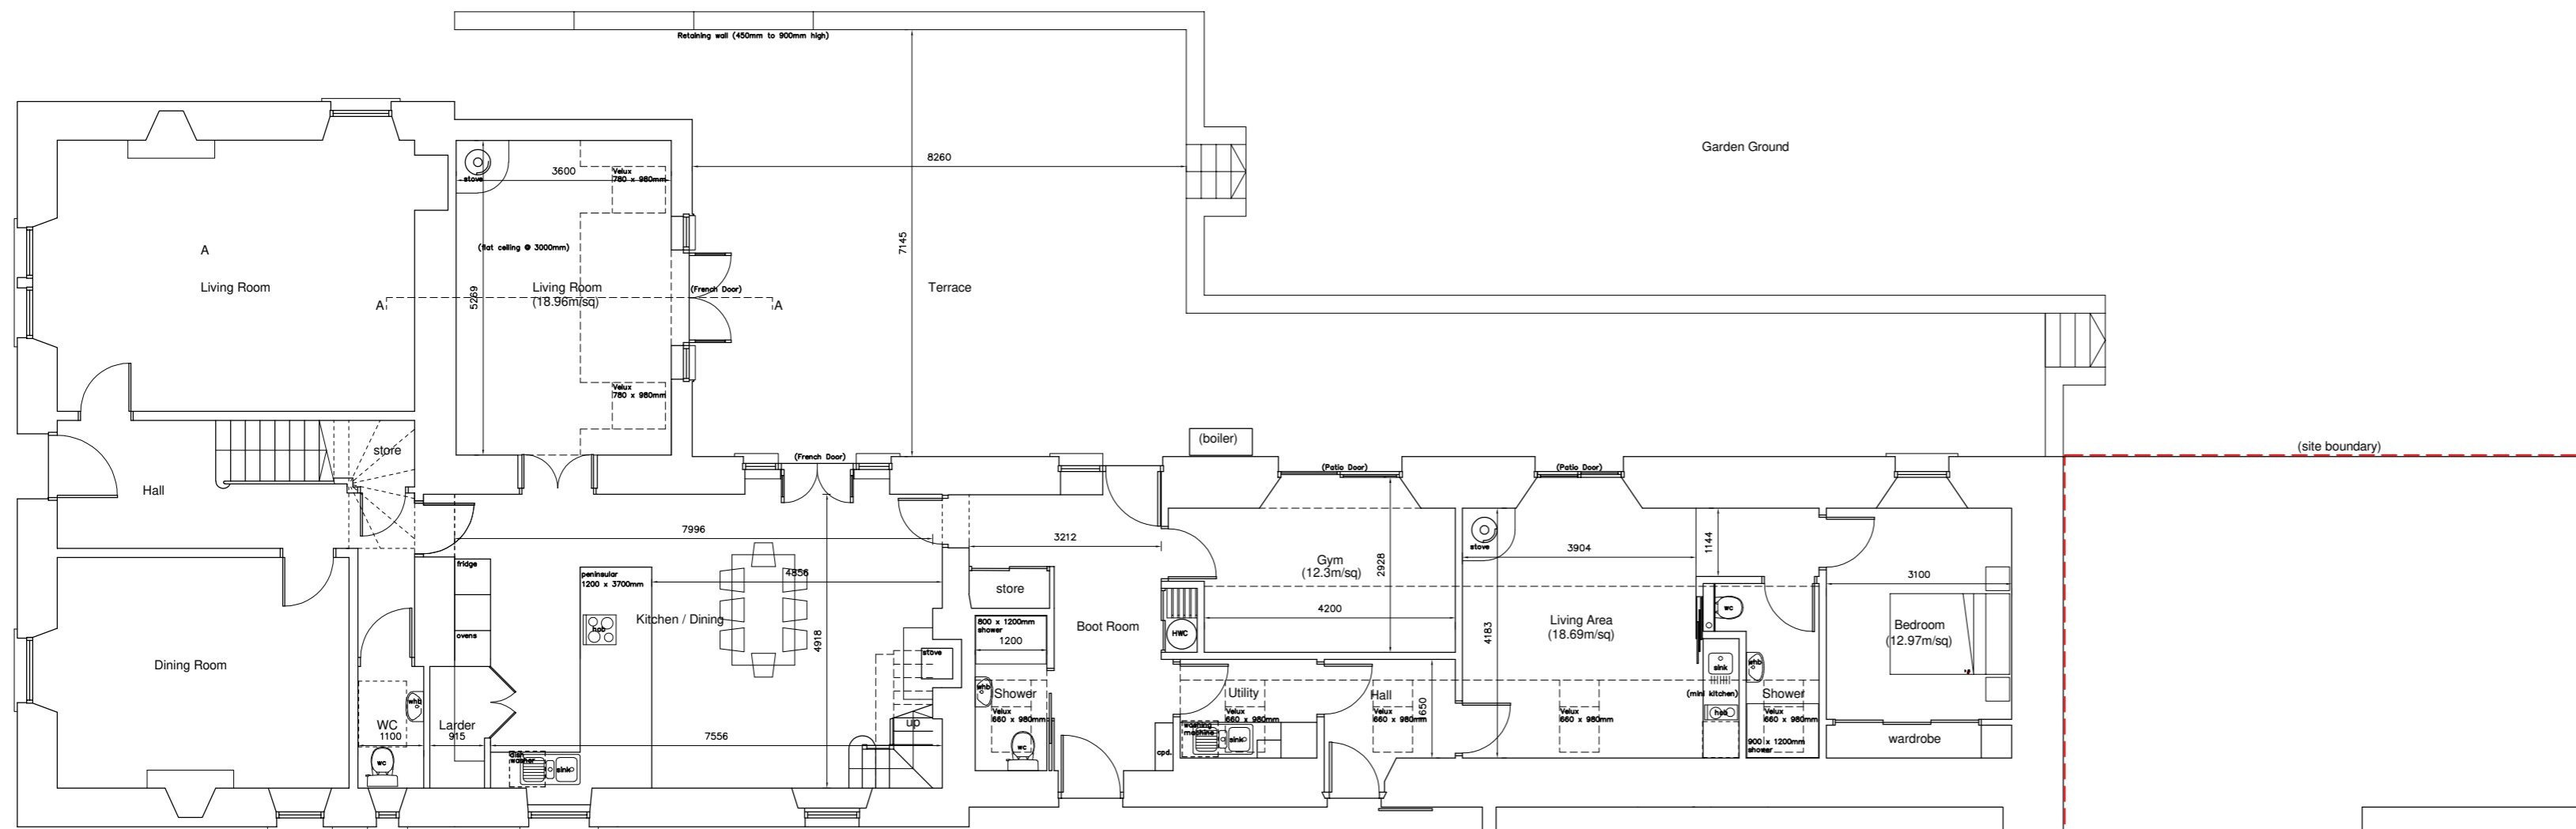 Retaining wall (450mm to 900mm high)
Garden Ground
8260
3600
stove
Velux
780 x 980mm
7145
A
(flat ceiling @ 3000mm)
Living Room
5269
Living Room
(18.96m/sq)
(French Door)
Terrace
A
A
Velux
780 x 980mm
(boiler)
(site boundary)
store
(French Door)
(Patio Door)
(Patio Door)
Hall
7996
3212
stove
3904
1144
fridge
peninsular
1200 x 3700mm
4856
Gym
(12.3m/sq)
2928
3100
store
4200
hob
Kitchen / Dining
4918
800 x 1200mm
shower
1200
Boot Room
HWC
wc
Living Area
(18.69m/sq)
4183
Bedroom
(12.97m/sq)
ovens
stove
Dining Room
sink
whb
whb
Shower
Utility
Hall
(mini kitchen)
Shower
whb
WC
1100
Larder
915
up
Velux
660 x 980mm
Velux
660 x 980mm
Velux
660 x 980mm
1650
Velux
660 x 980mm
hob
Velux
660 x 980mm
7556
washing
machine
sink
wardrobe
wc
dish
washer
sink
wc
cpd.
900 x 1200mm
shower